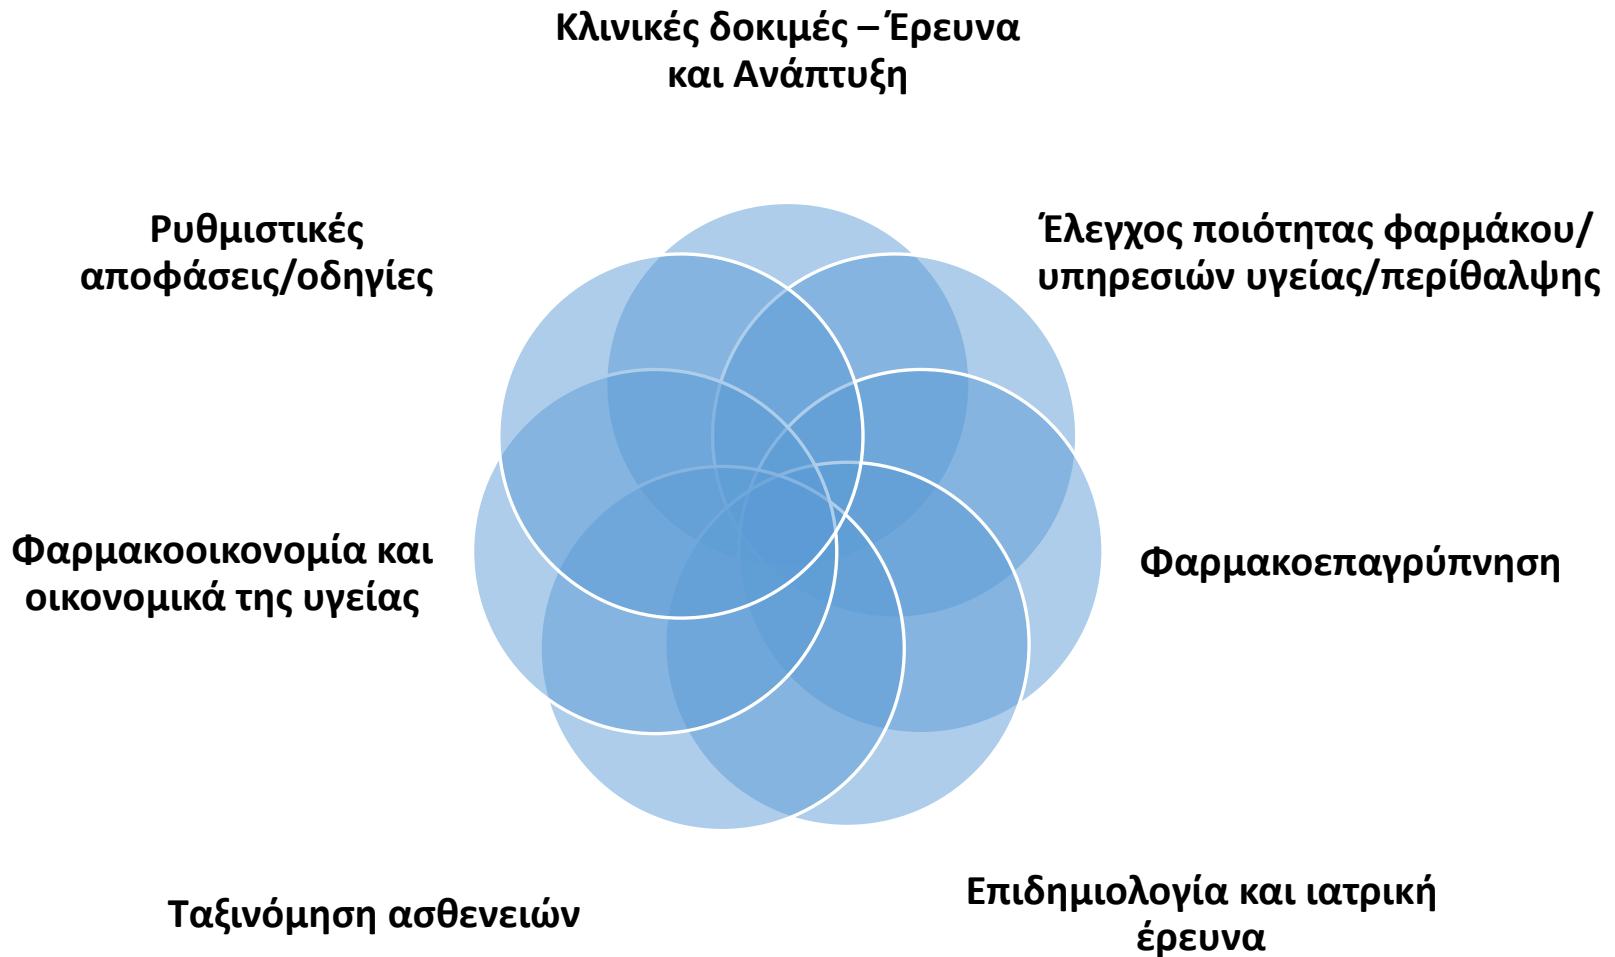 Κλινικές δοκιμές – Έρευνα
και Ανάπτυξη
Ρυθμιστικές
αποφάσεις/οδηγίες
Έλεγχος ποιότητας φαρμάκου/
υπηρεσιών υγείας/περίθαλψης
Φαρμακοοικονομία και
οικονομικά της υγείας
Φαρμακοεπαγρύπνηση
Ταξινόμηση ασθενειών
Επιδημιολογία και ιατρική
έρευνα